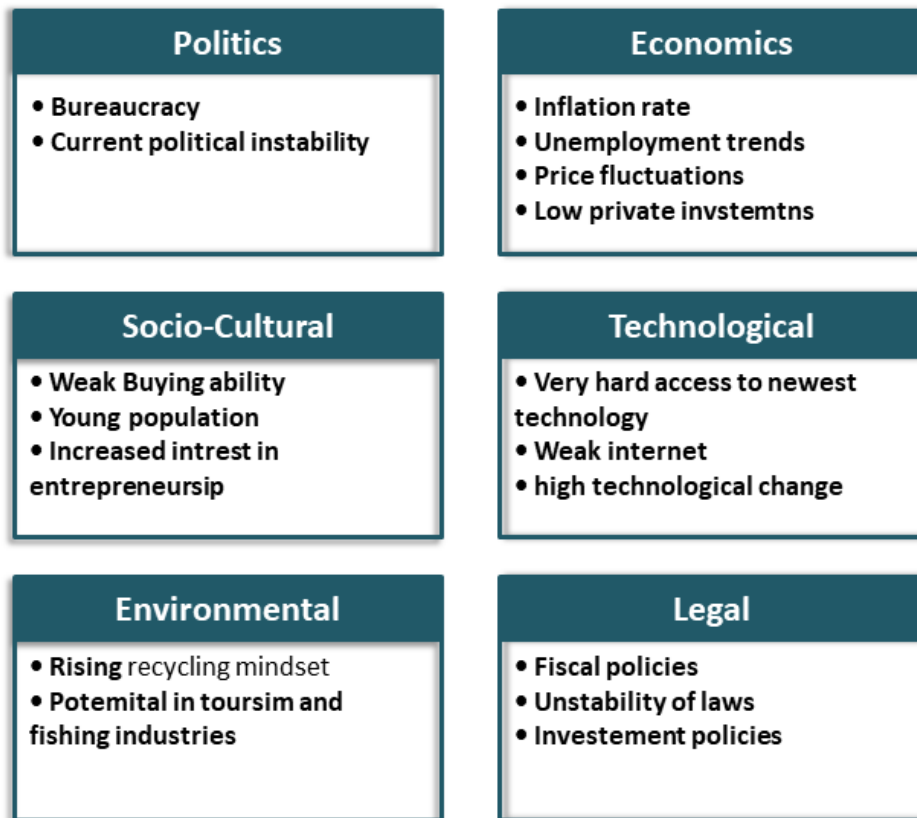 Politics
• Bureaucracy
• Current political instability
Economics
• Inflation rate
• Unemployment trends
• Price fluctuations
• Low private invstemtns
Socio-Cultural
• Weak Buying ability
• Young population
• Increased intrest in
entrepreneursip
Technological
• Very hard access to newest
technology
• Weak internet
• high technological change
Environmental
• Rising recycling mindset
• Potemital in toursim and
fishing industries
Legal
• Fiscal policies
• Unstability of laws
• Investement policies